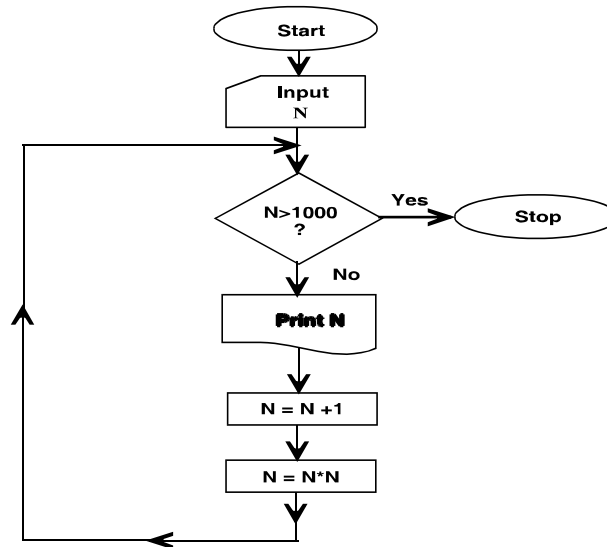 Start
Input
N
N>1000
?
Yes
Stop
No
Print N
N = N +1
N = N*N